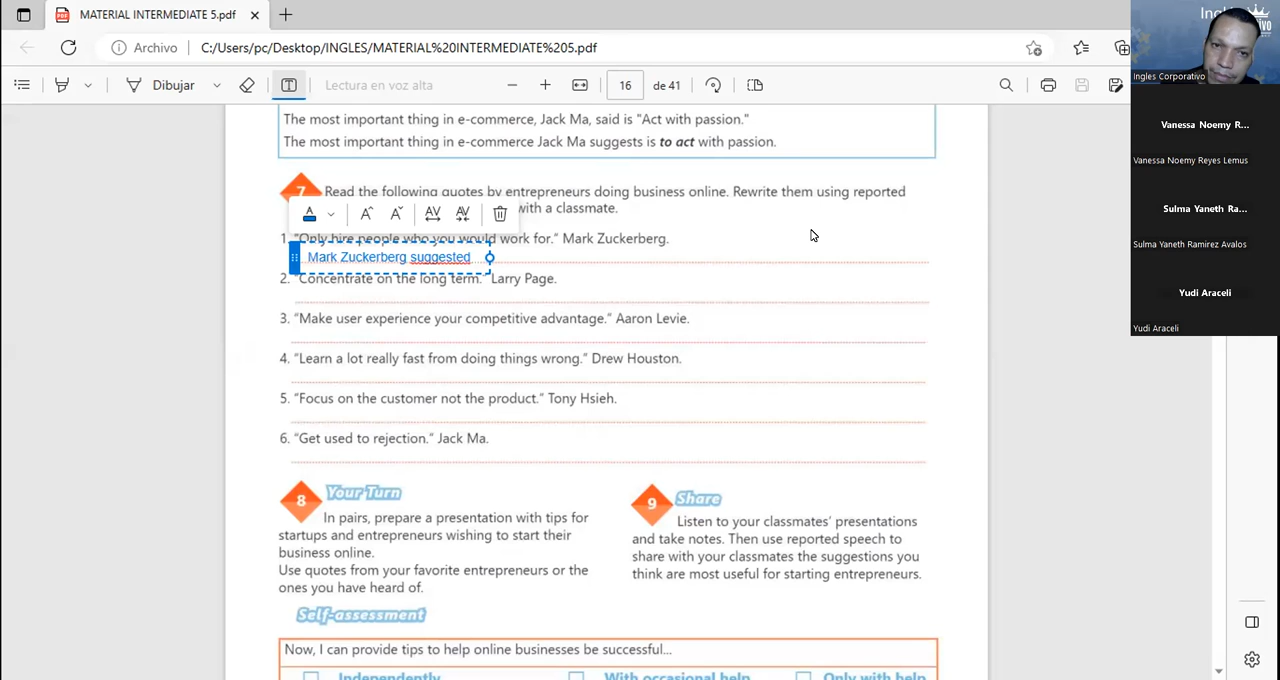 MATERIAL INTERMEDIATE 5.pdf
Archivo
C:/Users/pc/Desktop/INGLES/MATERIAL%20INTERMEDIATE%205.pdf
Dibujar
Lectura en voz alta
16
de 41
The most important thing in e-commerce, Jack Ma, said is "Act with passion."
The most important thing in e-commerce Jack Ma suggests is to act with passion.
7 Read the following quotes by entrepreneurs doing business online. Rewrite them using reported
with a classmate.
1. "Only hire people who you would work for." Mark Zuckerberg.
Mark Zuckerberg suggested
2. "Concentrate on the long term." Larry Page.
3. "Make user experience your competitive advantage." Aaron Levie.
4. "Learn a lot really fast from doing things wrong." Drew Houston.
5. "Focus on the customer not the product." Tony Hsieh.
6. "Get used to rejection." Jack Ma.
8 Your Turn
In pairs, prepare a presentation with tips for
startups and entrepreneurs wishing to start their
business online.
Use quotes from your favorite entrepreneurs or the
ones you have heard of.
9 Share
Listen to your classmates' presentations
and take notes. Then use reported speech to
share with your classmates the suggestions you
think are most useful for starting entrepreneurs.
Self-assessment
Now, I can provide tips to help online businesses be successful...
Independently
With occasional help
Only with help
Ingles Corporativo
Vanessa Noemy R...
Vanessa Noemy Reyes Lemus
Sulma Yaneth Ra...
Sulma Yaneth Ramirez Avalos
Yudi Araceli
Yudi Araceli